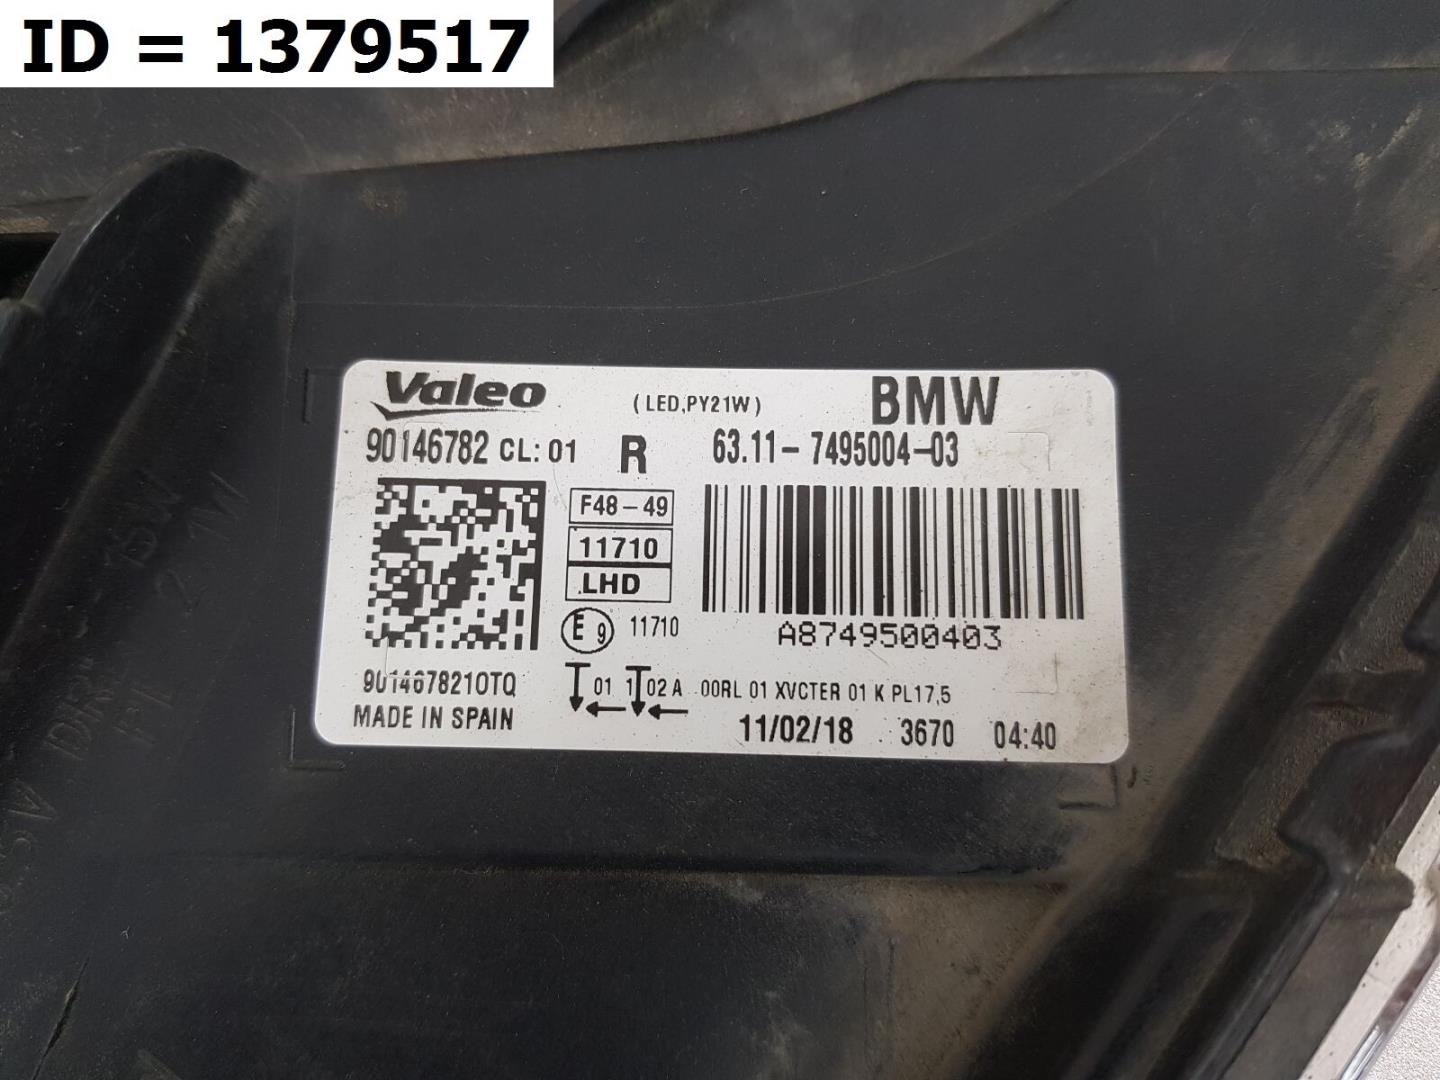 ID = 1379517
Valeo (LED,PY21W) BMW
90146782 CL: 01 R 63.11- 7495004-03
F48-49
11710
LHD
E 9 11710
A8749500403
9014678210TQ 01 1 02 A 00RL 01 XVCTER 01 K PL17,5
MADE IN SPAIN 11/02/18 3670 04:40